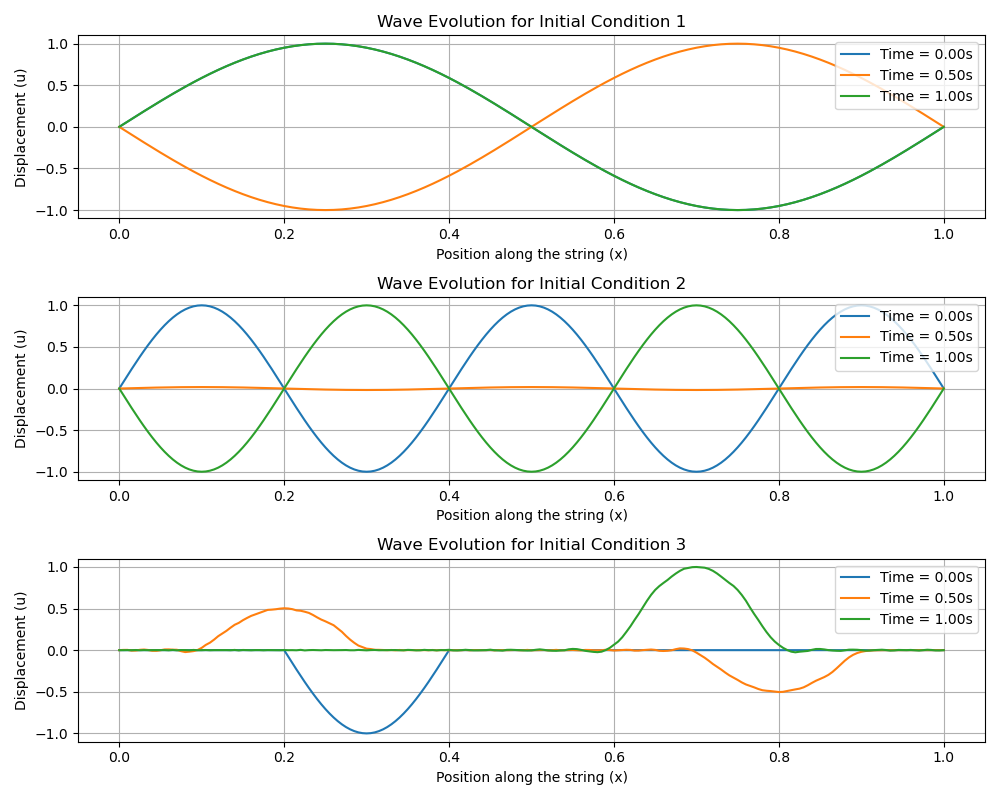 Wave Evolution for Initial Condition 1
Displacement (u)
1.0
0.5
0.0
−0.5
−1.0
Time = 0.00s
Time = 0.50s
Time = 1.00s
0.0 0.2 0.4 0.6 0.8 1.0
Position along the string (x)
Wave Evolution for Initial Condition 2
Displacement (u)
1.0
0.5
0.0
−0.5
−1.0
Time = 0.00s
Time = 0.50s
Time = 1.00s
0.0 0.2 0.4 0.6 0.8 1.0
Position along the string (x)
Wave Evolution for Initial Condition 3
Displacement (u)
1.0
0.5
0.0
−0.5
−1.0
Time = 0.00s
Time = 0.50s
Time = 1.00s
0.0 0.2 0.4 0.6 0.8 1.0
Position along the string (x)